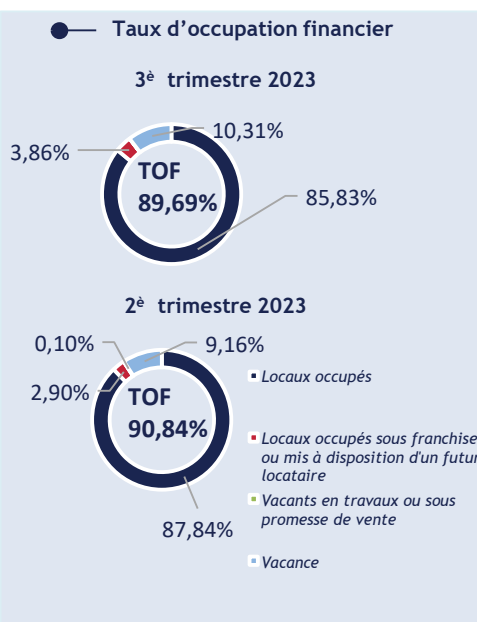 Taux d’occupation financier
3è trimestre 2023
10,31%
3,86%
TOF
89,69%
85,83%
2è trimestre 2023
0,10%
9,16%
2,90%
TOF
90,84%
87,84%
Locaux occupés
Locaux occupés sous franchise
ou mis à disposition d'un futur
locataire
Vacants en travaux ou sous
promesse de vente
Vacance